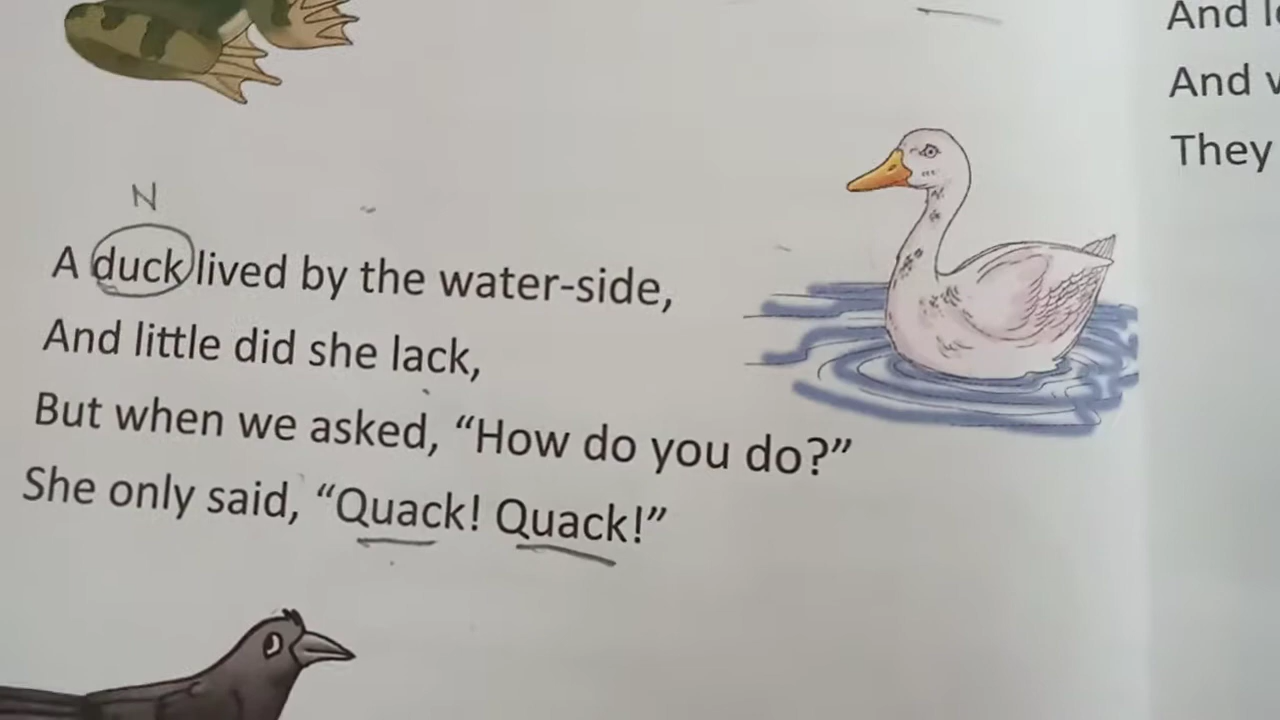 N
A duck lived by the water-side,
And little did she lack,
But when we asked, “How do you do?”
She only said, “Quack! Quack!”
And
And
They